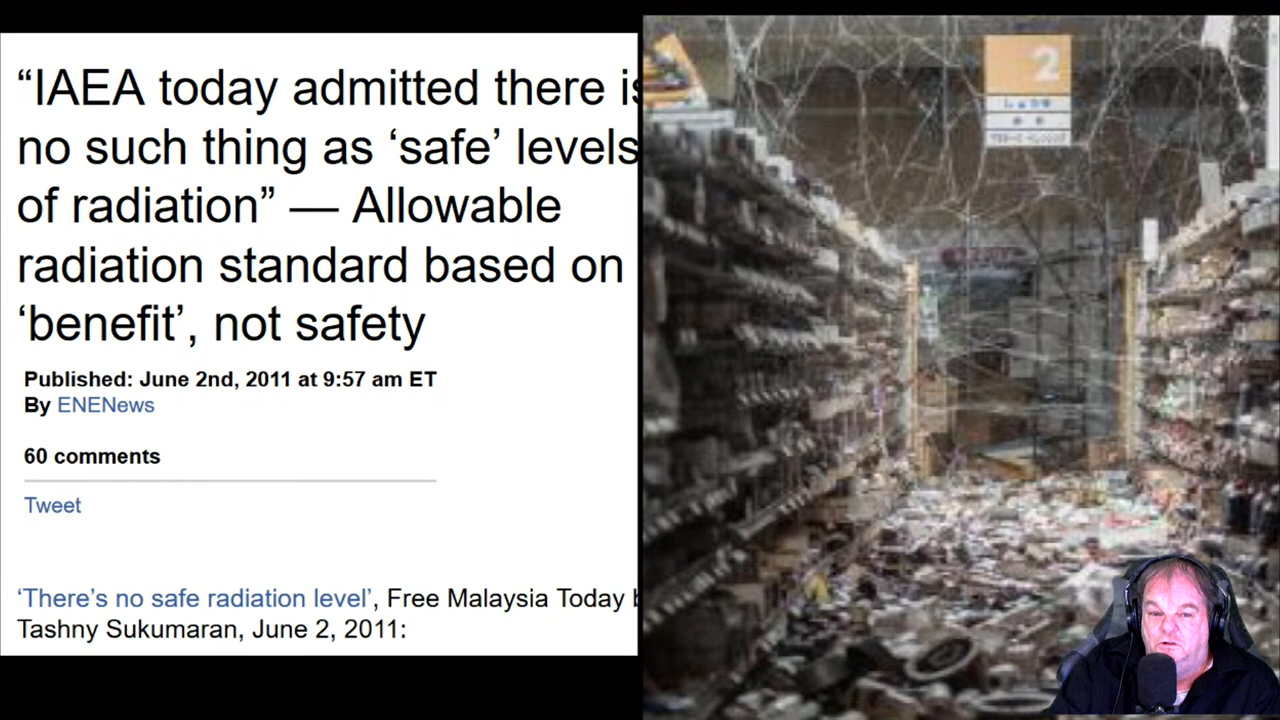 “IAEA today admitted there is
no such thing as ‘safe’ levels
of radiation” — Allowable
radiation standard based on
‘benefit’, not safety
Published: June 2nd, 2011 at 9:57 am ET
By ENENews
60 comments
Tweet
‘There’s no safe radiation level’, Free Malaysia Today b
Tashny Sukumaran, June 2, 2011:
2